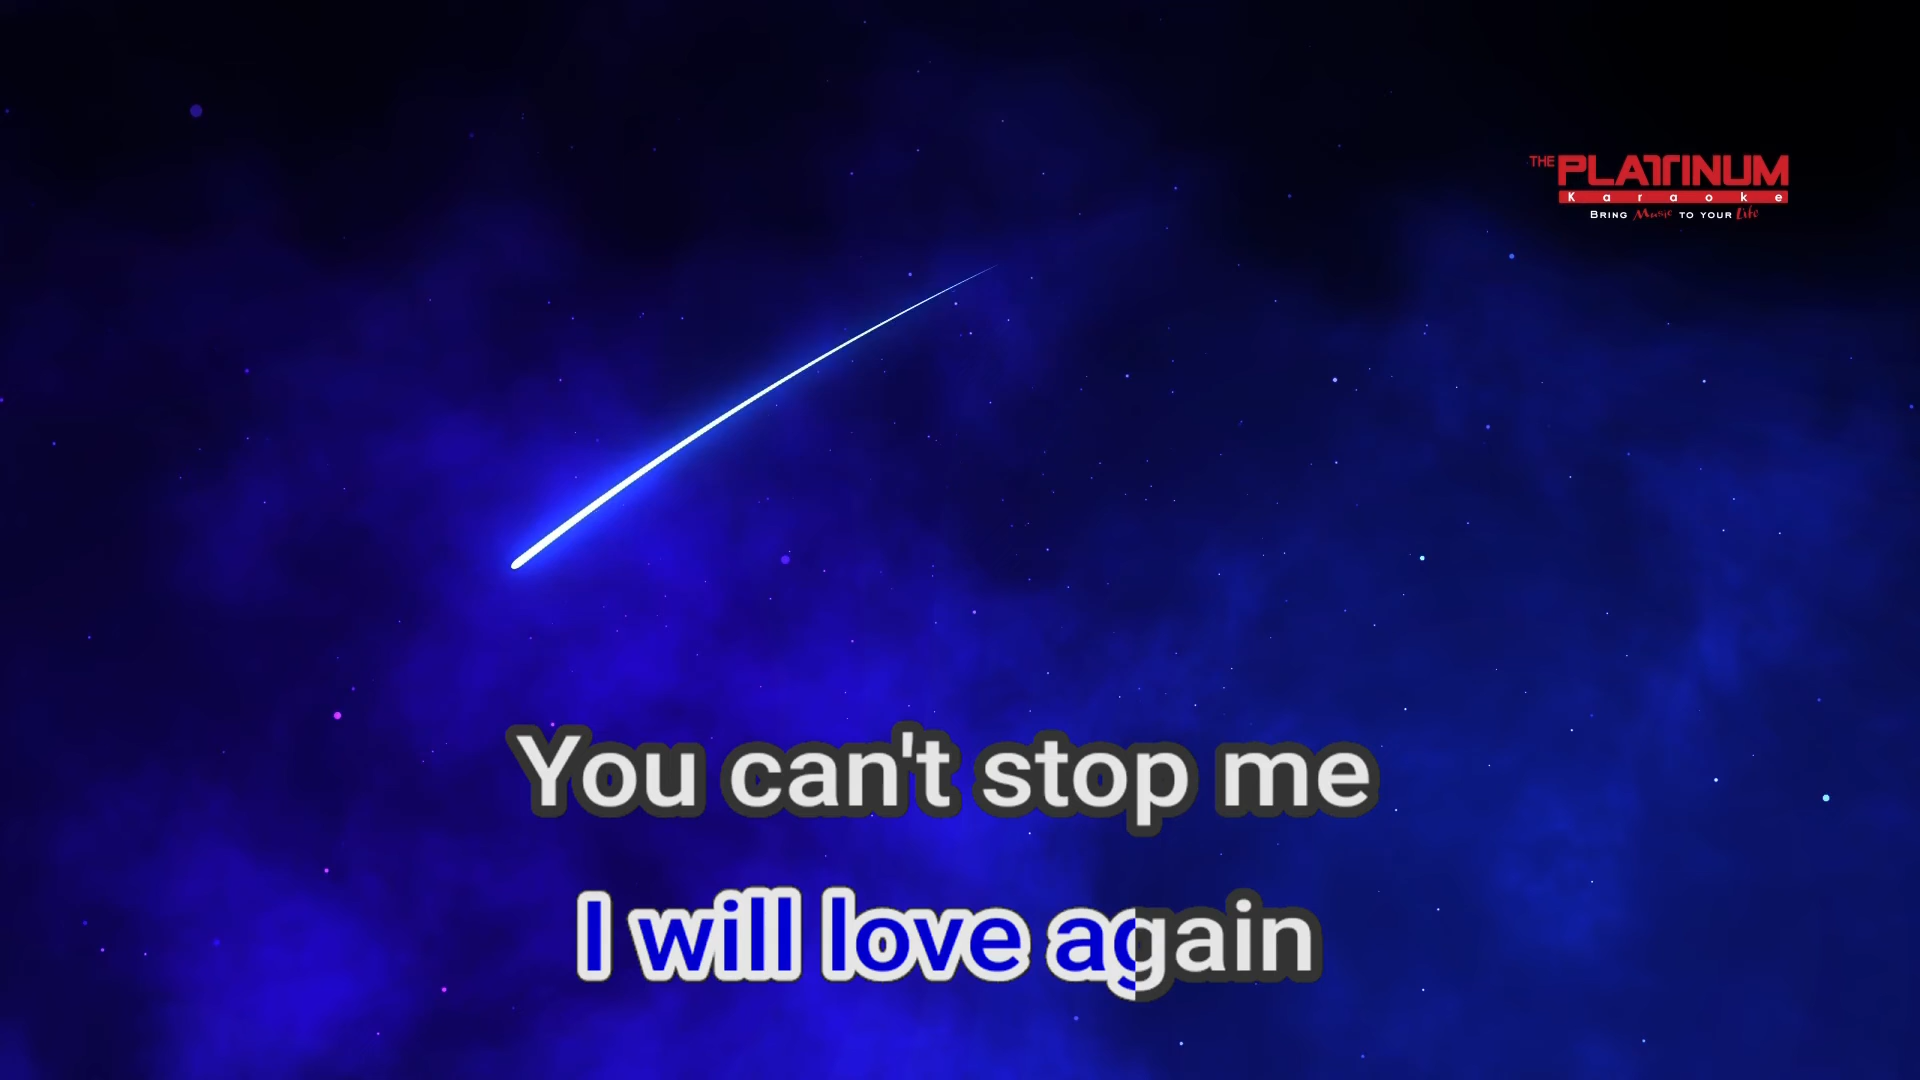 THE PLATINUM
Karaoke
BRING Music TO YOUR Life
You can't stop me
I will love again